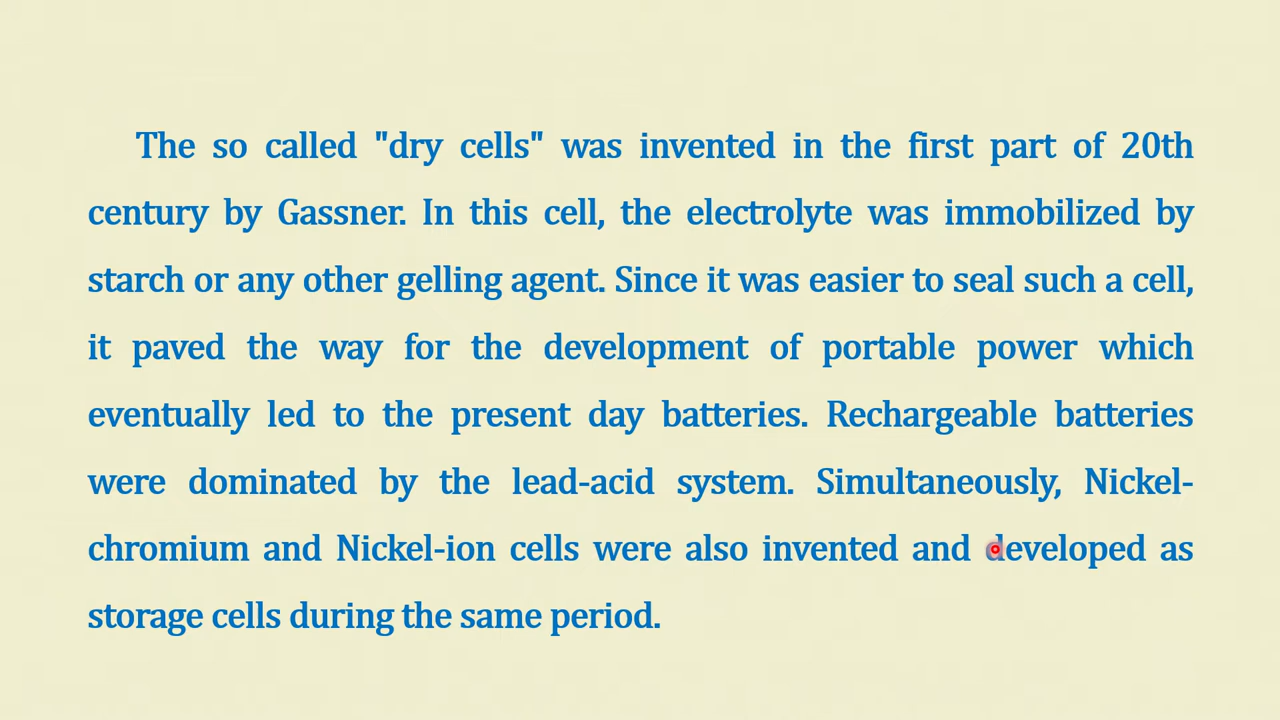 The so called "dry cells" was invented in the first part of 20th
century by Gassner. In this cell, the electrolyte was immobilized by
starch or any other gelling agent. Since it was easier to seal such a cell,
it paved the way for the development of portable power which
eventually led to the present day batteries. Rechargeable batteries
were dominated by the lead-acid system. Simultaneously, Nickel-
chromium and Nickel-ion cells were also invented and developed as
storage cells during the same period.